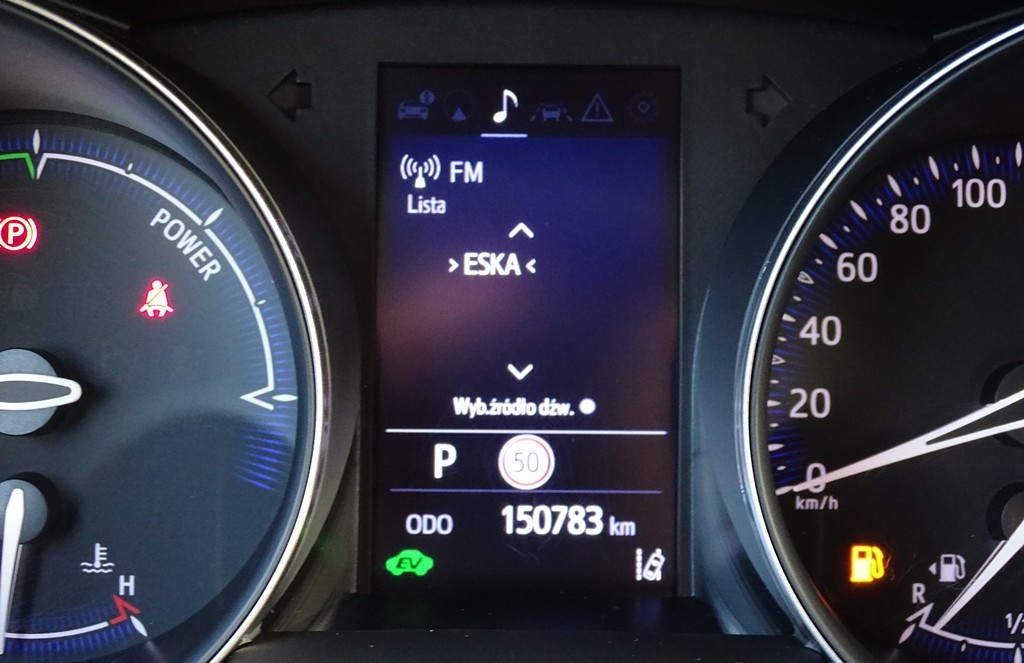 FM
Lista
> ESKA <
Wyb.źródło dźw.
P
50
ODO 150783 km
EV
P
POWER
H
100
80
60
40
20
0
km/h
R
1/